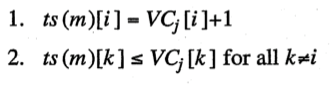 1. ts (m)[i] = VCj [i]+1
2. ts (m)[k] ≤ VCj [k] for all k≠i